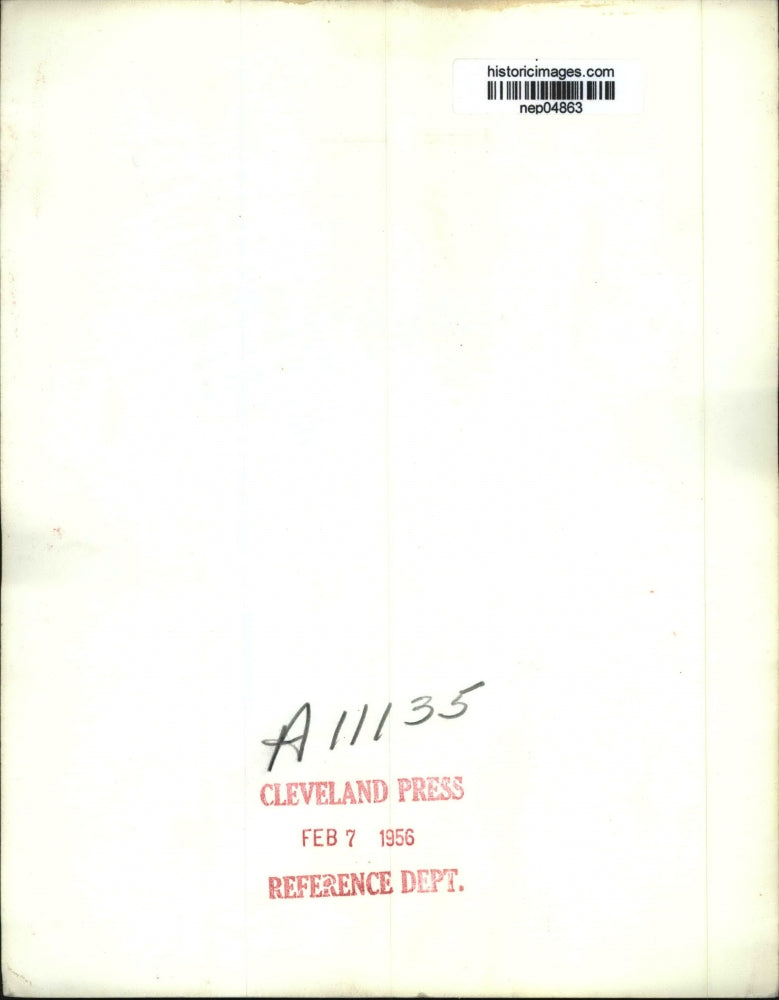 historicimages.com
nep04863
A11135
CLEVELAND PRESS
FEB 7 1956
REFERENCE DEPT.